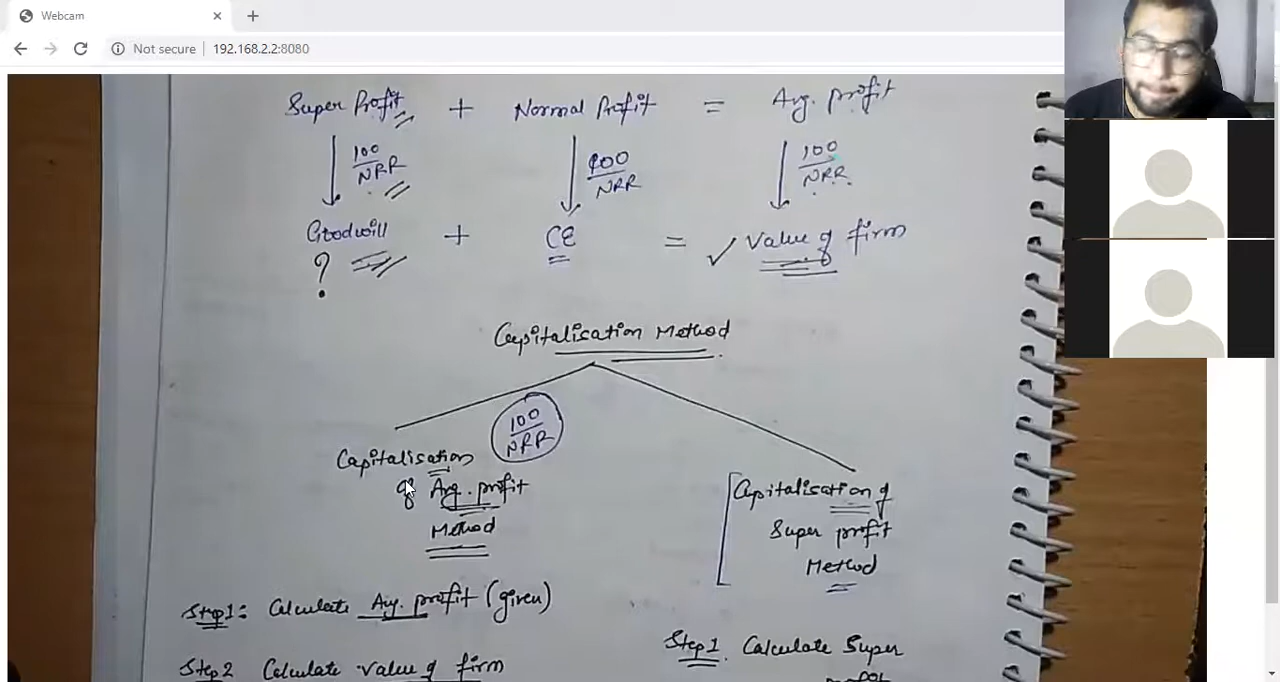 Webcam
Not secure 192.168.2.2:8080
Super Profit + Normal Profit = Avg. profit
100 100 100
NRR NRR NRR
Goodwill + CE = ✓ Value of firm
?
Capitalisation Method
100
NRR
Capitalisation
of Avg. profit
Method
Capitalisation of
Super profit
Method
Step1: Calculate Avg. profit (given)
Step 2 Calculate value of firm
Step 1. Calculate Super